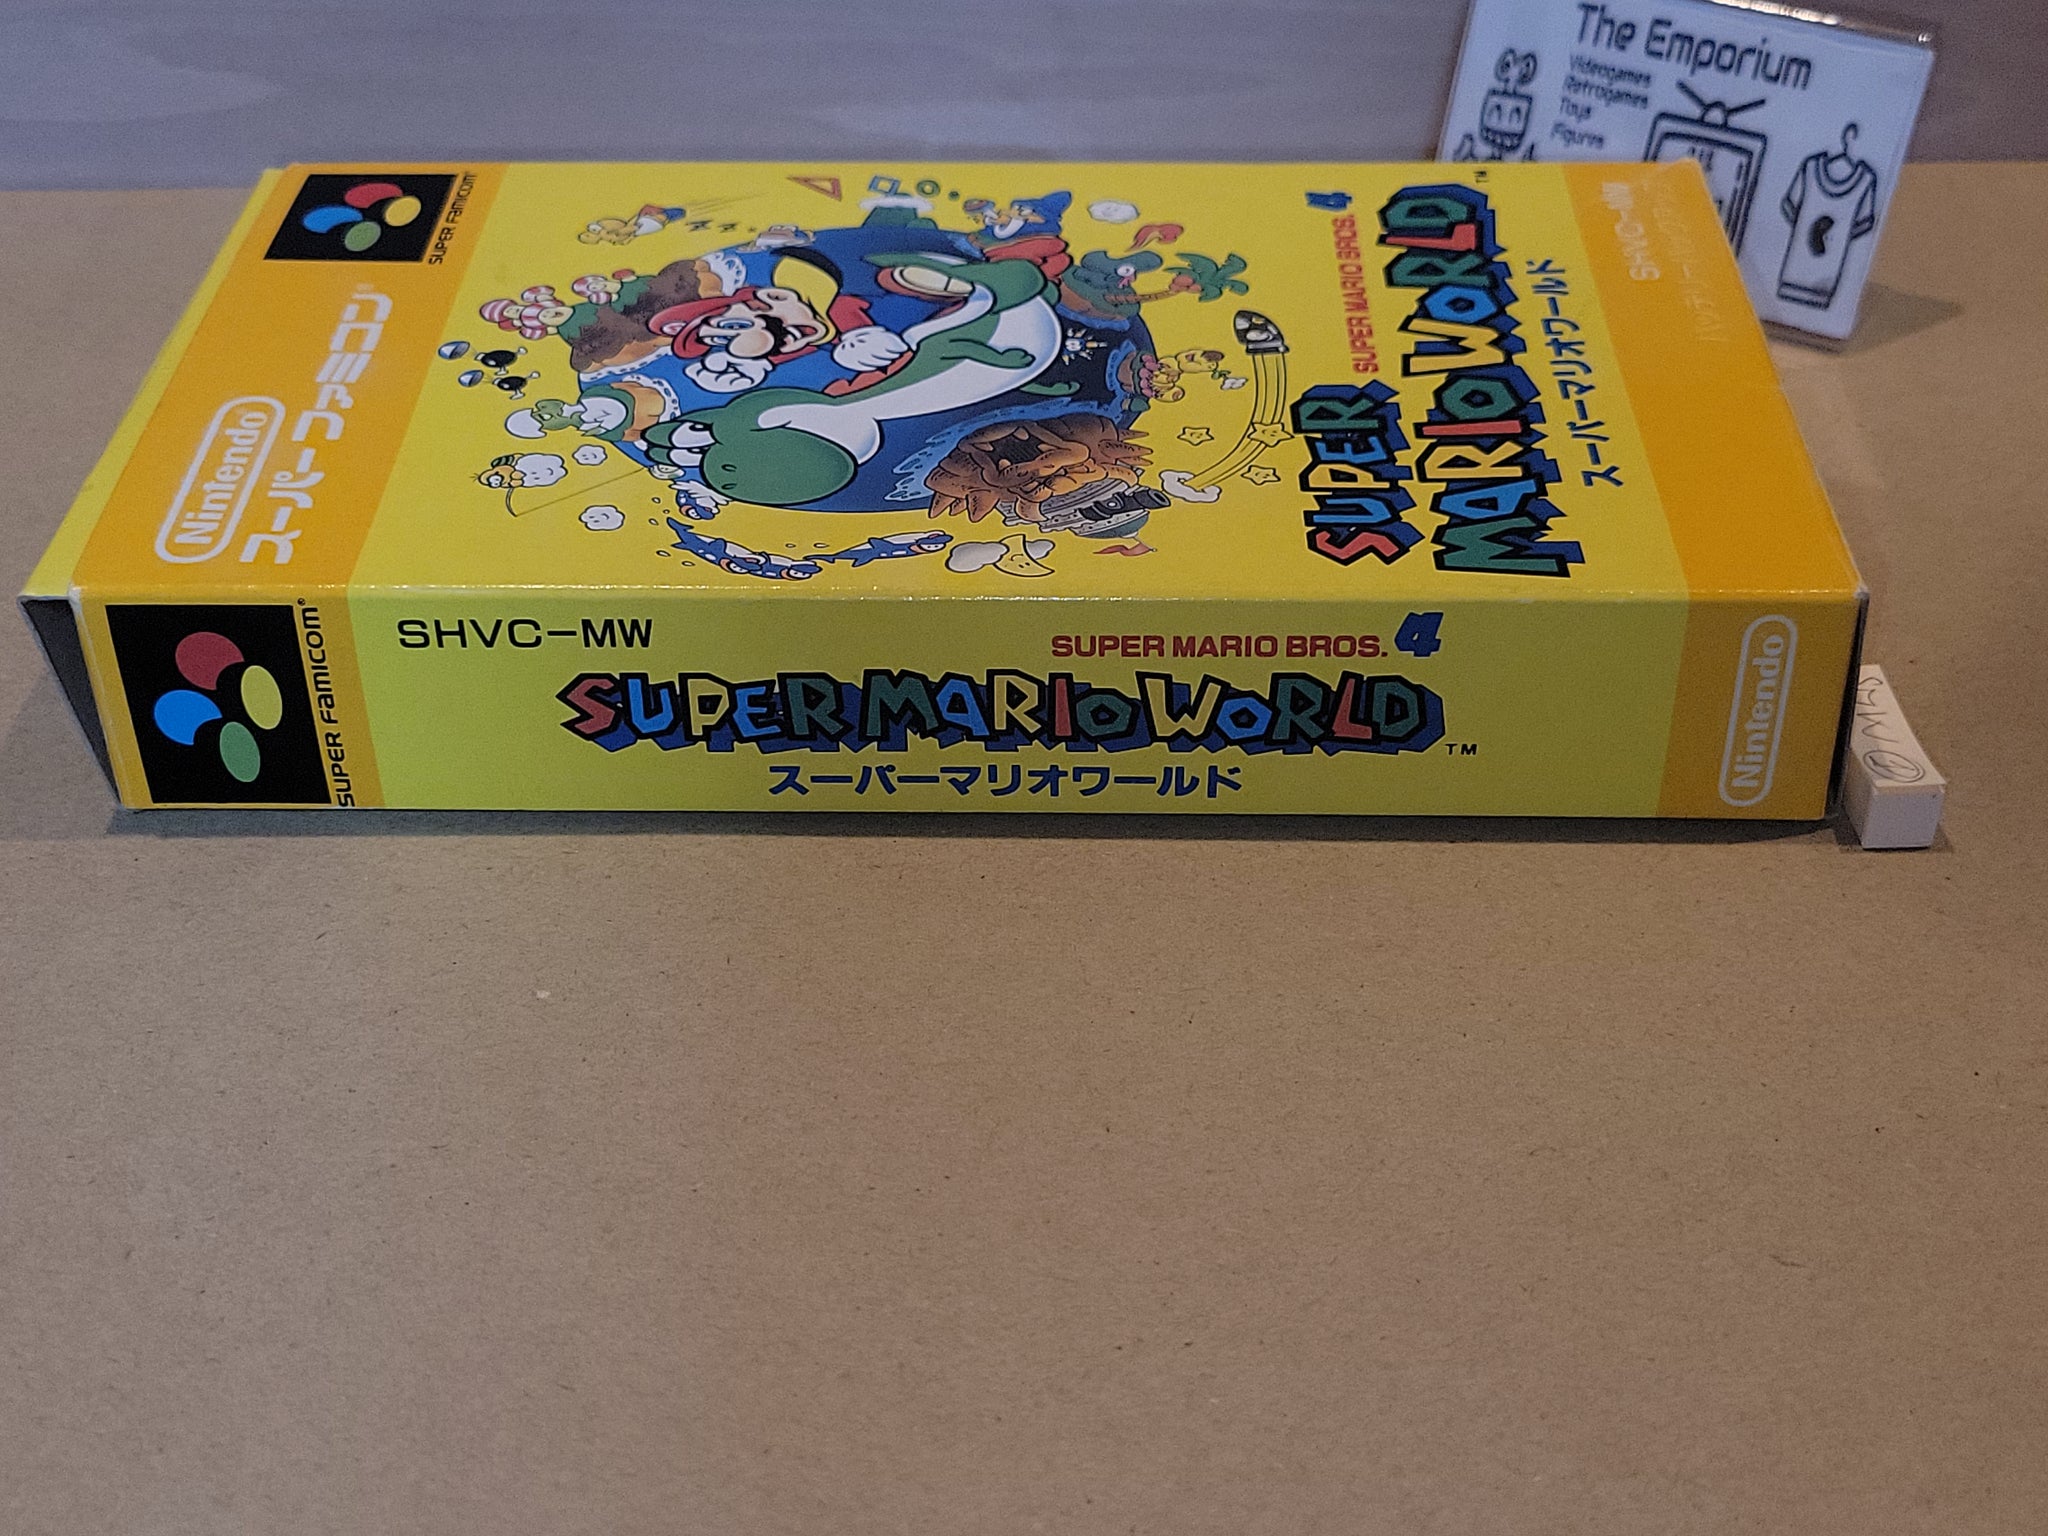 The Emporium
Videogames
Retrogames
Toys
Figures
SUPER FAMICOM
Nintendo
スーパーファミコン
SUPER MARIO BROS. 4
SUPER
MARIO WORLD
TM
スーパーマリオワールド
SHVC-MW
SUPER FAMICOM
SHVC-MW
SUPER MARIO BROS. 4
SUPER MARIO WORLD
TM
スーパーマリオワールド
Nintendo